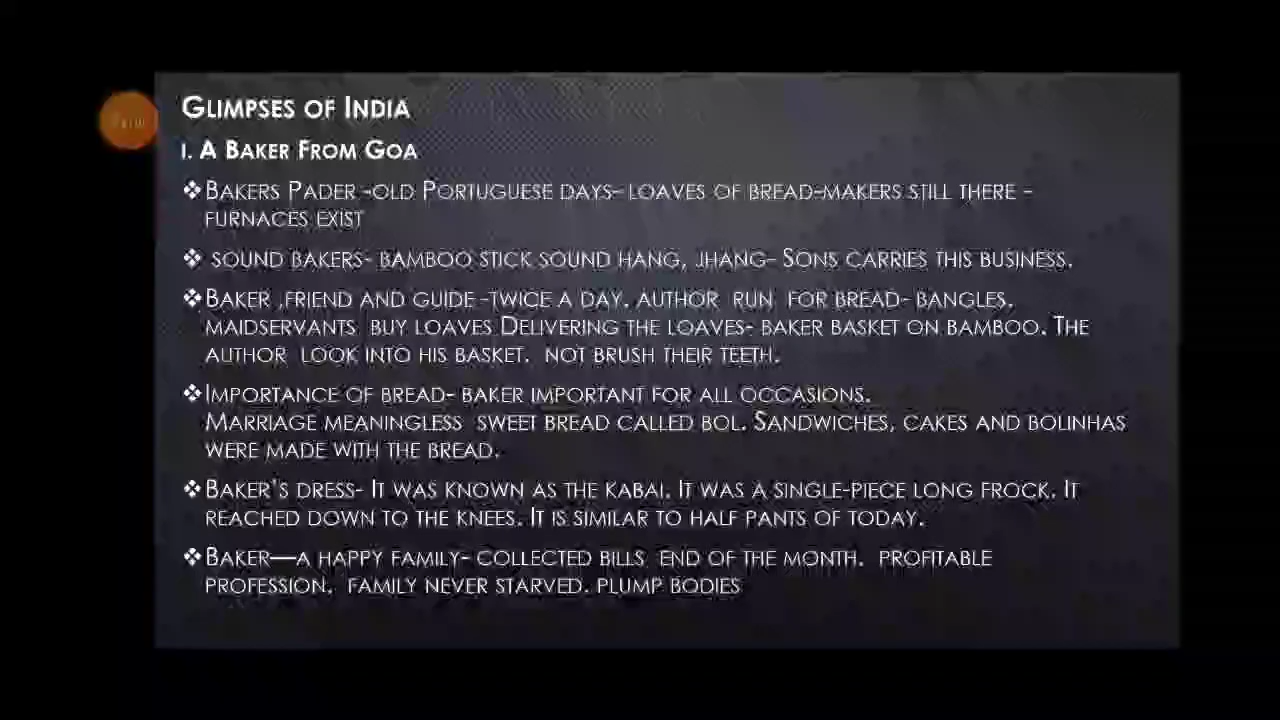 GLIMPSES OF INDIA
I. A BAKER FROM GOA
❖BAKERS PADER -OLD PORTUGUESE DAYS- LOAVES OF BREAD-MAKERS STILL THERE -
FURNACES EXIST
❖ SOUND BAKERS- BAMBOO STICK SOUND HANG, JHANG- SONS CARRIES THIS BUSINESS.
❖BAKER ,FRIEND AND GUIDE -TWICE A DAY. AUTHOR RUN FOR BREAD- BANGLES.
MAIDSERVANTS BUY LOAVES DELIVERING THE LOAVES- BAKER BASKET ON BAMBOO. THE
AUTHOR LOOK INTO HIS BASKET. NOT BRUSH THEIR TEETH.
❖IMPORTANCE OF BREAD- BAKER IMPORTANT FOR ALL OCCASIONS.
MARRIAGE MEANINGLESS SWEET BREAD CALLED BOL. SANDWICHES, CAKES AND BOLINHAS
WERE MADE WITH THE BREAD.
❖BAKER'S DRESS- IT WAS KNOWN AS THE KABAI. IT WAS A SINGLE-PIECE LONG FROCK. IT
REACHED DOWN TO THE KNEES. IT IS SIMILAR TO HALF PANTS OF TODAY.
❖BAKER—A HAPPY FAMILY- COLLECTED BILLS END OF THE MONTH. PROFITABLE
PROFESSION. FAMILY NEVER STARVED. PLUMP BODIES